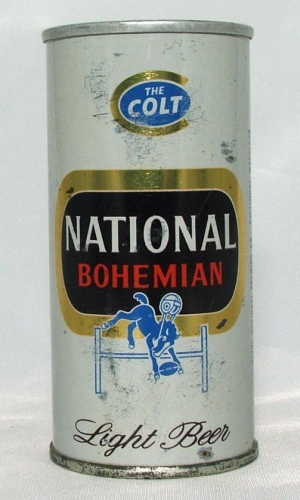 THE
COLT
NATIONAL
BOHEMIAN
Light Beer